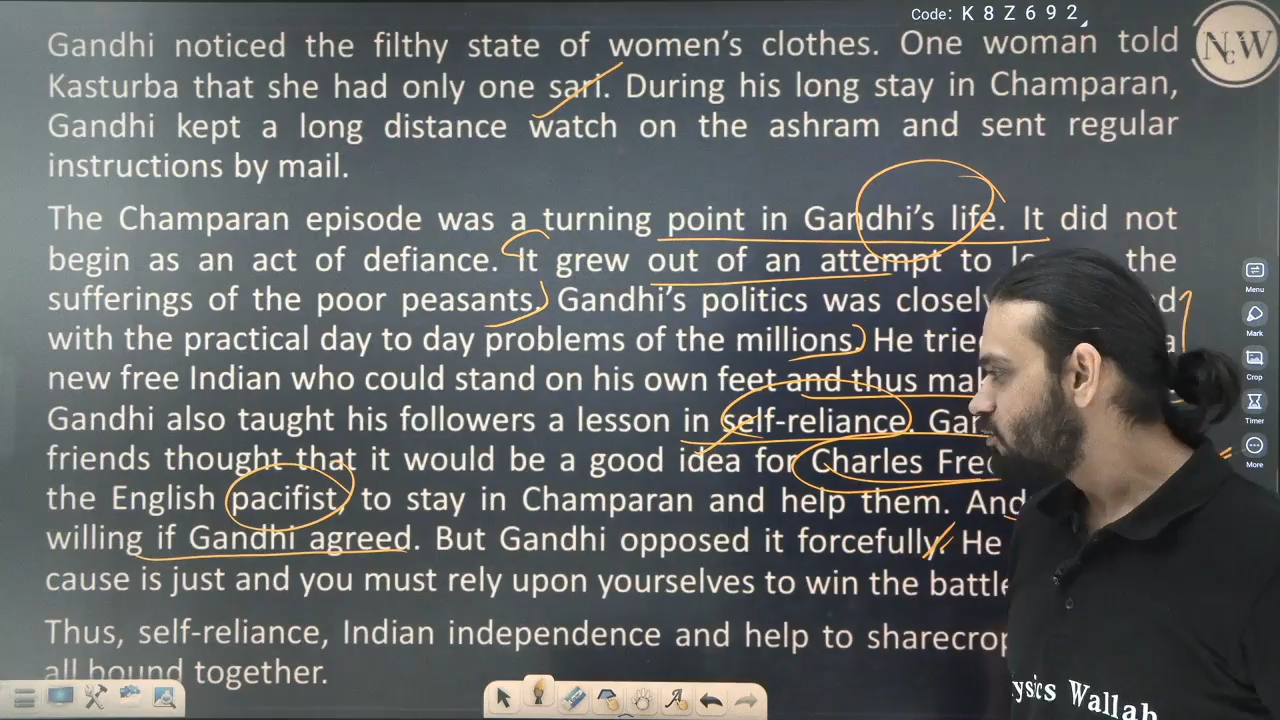 Code: K 8 Z 6 9 2
NcW
Gandhi noticed the filthy state of women's clothes. One woman told
Kasturba that she had only one sari. During his long stay in Champaran,
Gandhi kept a long distance watch on the ashram and sent regular
instructions by mail.
The Champaran episode was a turning point in Gandhi's life. It did not
begin as an act of defiance. It grew out of an attempt to the
sufferings of the poor peasants. Gandhi's politics was closely
with the practical day to day problems of the millions. He a
new free Indian who could stand on his own feet and thus
Gandhi also taught his followers a lesson in self-reliance.
friends thought that it would be a good idea for Charles
the English pacifist, to stay in Champaran and help them.
willing if Gandhi agreed. But Gandhi opposed it forcefully. He
cause is just and you must rely upon yourselves to win the
Thus, self-reliance, Indian independence and help to
all bound together.
Menu
Mark
Crop
Timer
More
ysics Wallah